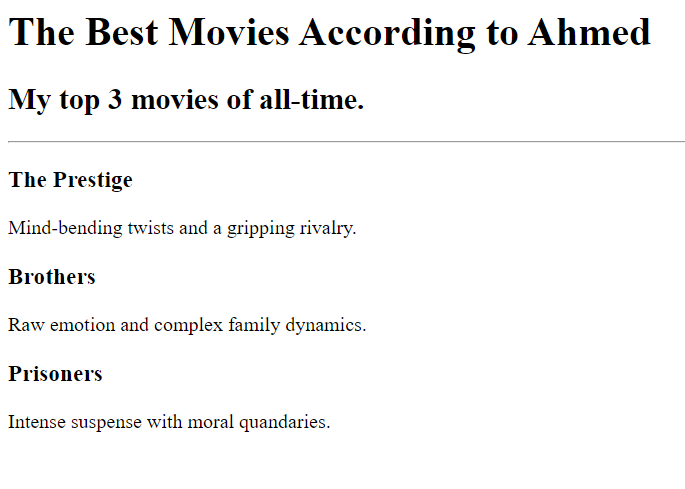 The Best Movies According to Ahmed
My top 3 movies of all-time.
The Prestige
Mind-bending twists and a gripping rivalry.
Brothers
Raw emotion and complex family dynamics.
Prisoners
Intense suspense with moral quandaries.